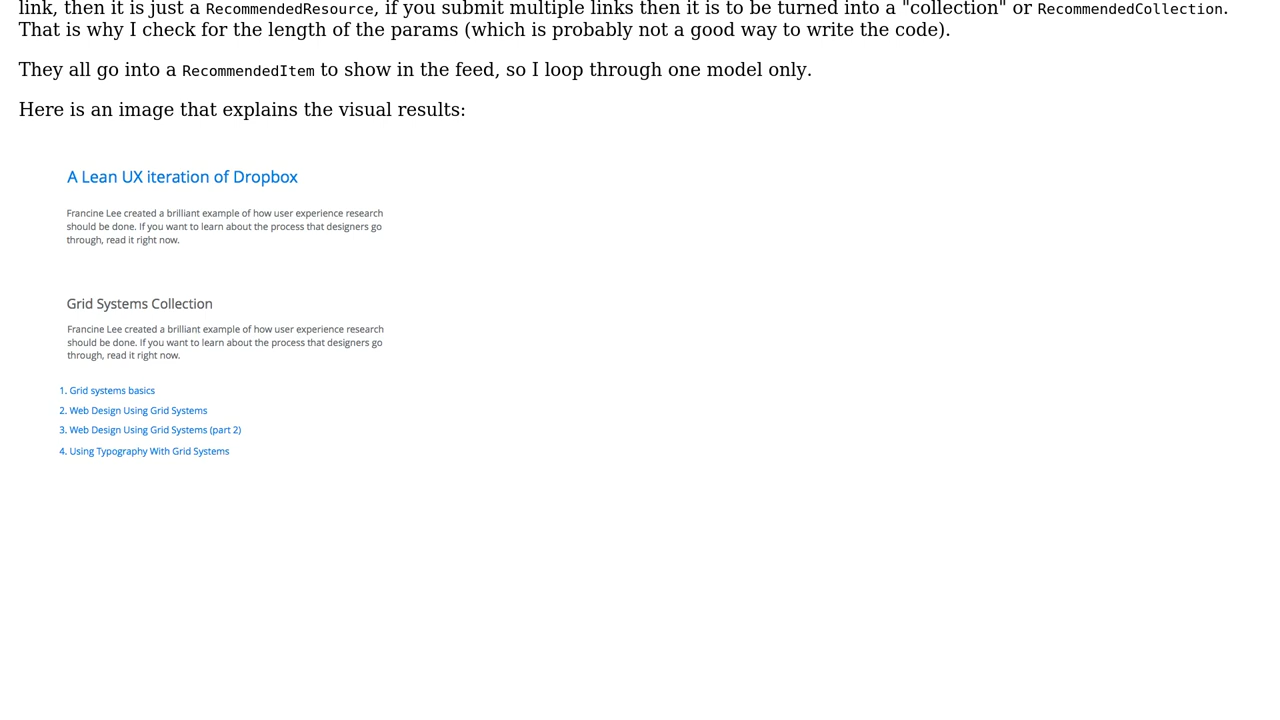 link, then it is just a RecommendedResource, if you submit multiple links then it is to be turned into a "collection" or RecommendedCollection.
That is why I check for the length of the params (which is probably not a good way to write the code).
They all go into a RecommendedItem to show in the feed, so I loop through one model only.
Here is an image that explains the visual results:
A Lean UX iteration of Dropbox
Francine Lee created a brilliant example of how user experience research
should be done. If you want to learn about the process that designers go
through, read it right now.
Grid Systems Collection
Francine Lee created a brilliant example of how user experience research
should be done. If you want to learn about the process that designers go
through, read it right now.
1. Grid systems basics
2. Web Design Using Grid Systems
3. Web Design Using Grid Systems (part 2)
4. Using Typography With Grid Systems